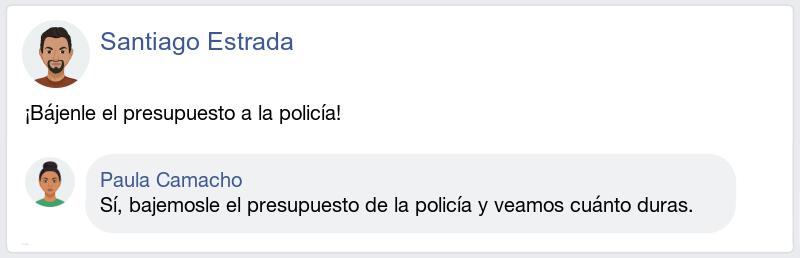 Santiago Estrada
¡Bájenle el presupuesto a la policía!
Paula Camacho
Sí, bajemosle el presupuesto de la policía y veamos cuánto duras.